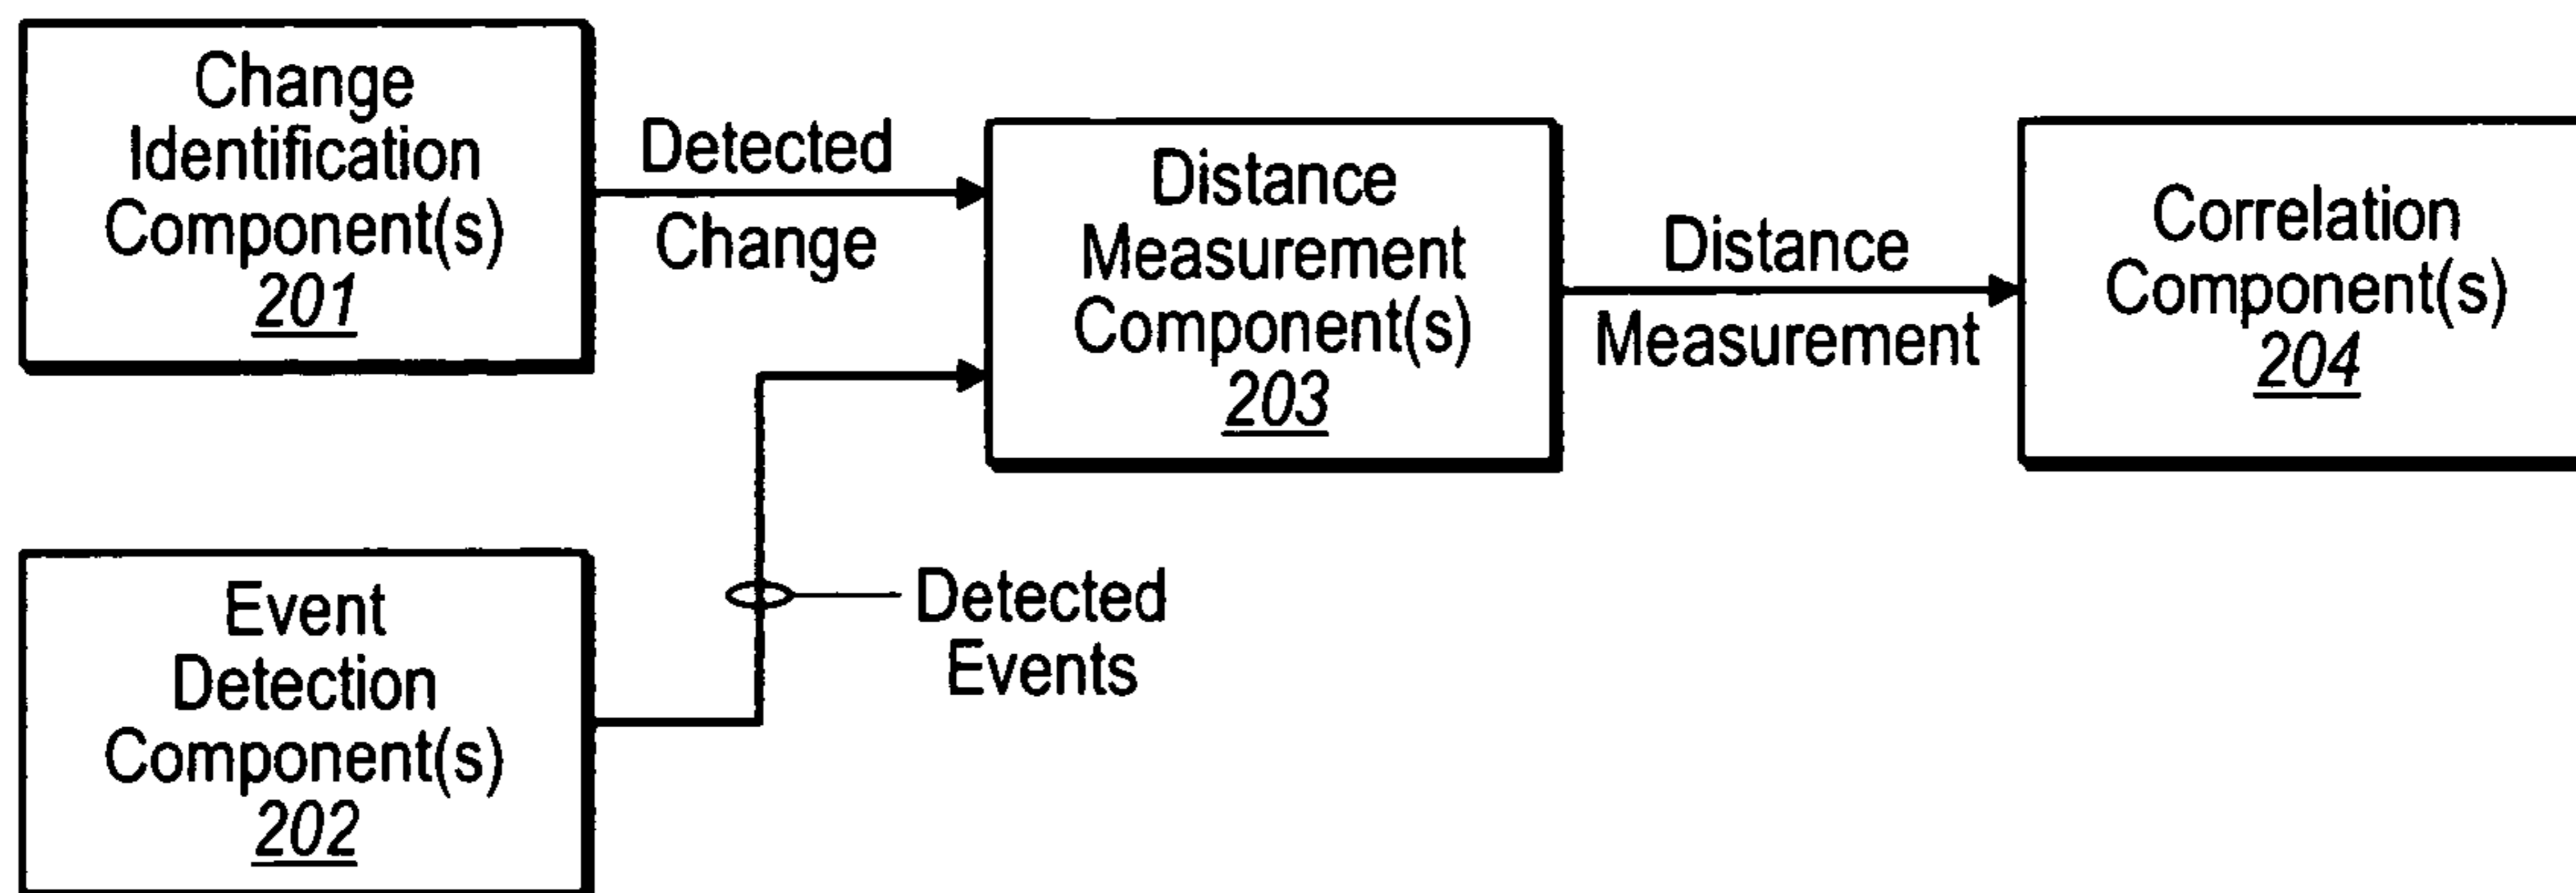 Change
Identification
Component(s)
201
Detected
Change
Distance
Measurement
Component(s)
203
Distance
Measurement
Correlation
Component(s)
204
Event
Detection
Component(s)
202
Detected
Events